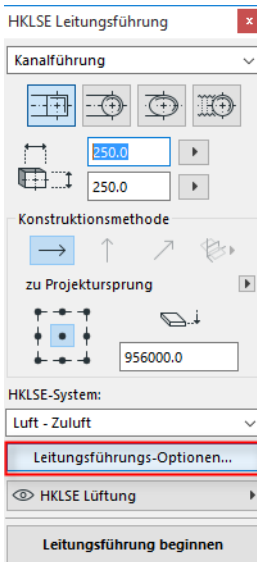 HKLSE Leitungsführung
Kanalführung
250.0
250.0
Konstruktionsmethode
zu Projektursprung
956000.0
HKLSE-System:
Luft - Zuluft
Leitungsführungs-Optionen...
HKLSE Lüftung
Leitungsführung beginnen